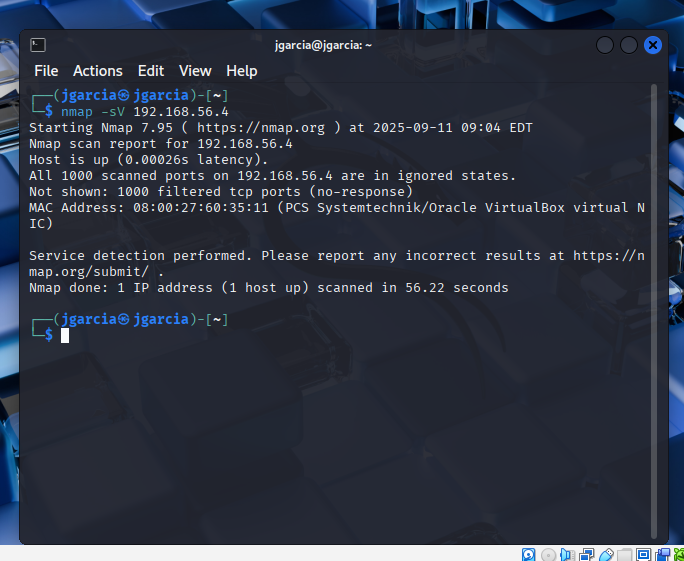 jgarcia@jgarcia: ~
File Actions Edit View Help
┌──(jgarcia㉿jgarcia)-[~]
└─$ nmap -sV 192.168.56.4
Starting Nmap 7.95 ( https://nmap.org ) at 2025-09-11 09:04 EDT
Nmap scan report for 192.168.56.4
Host is up (0.00026s latency).
All 1000 scanned ports on 192.168.56.4 are in ignored states.
Not shown: 1000 filtered tcp ports (no-response)
MAC Address: 08:00:27:60:35:11 (PCS Systemtechnik/Oracle VirtualBox virtual N
IC)
Service detection performed. Please report any incorrect results at https://n
map.org/submit/ .
Nmap done: 1 IP address (1 host up) scanned in 56.22 seconds
┌──(jgarcia㉿jgarcia)-[~]
└─$